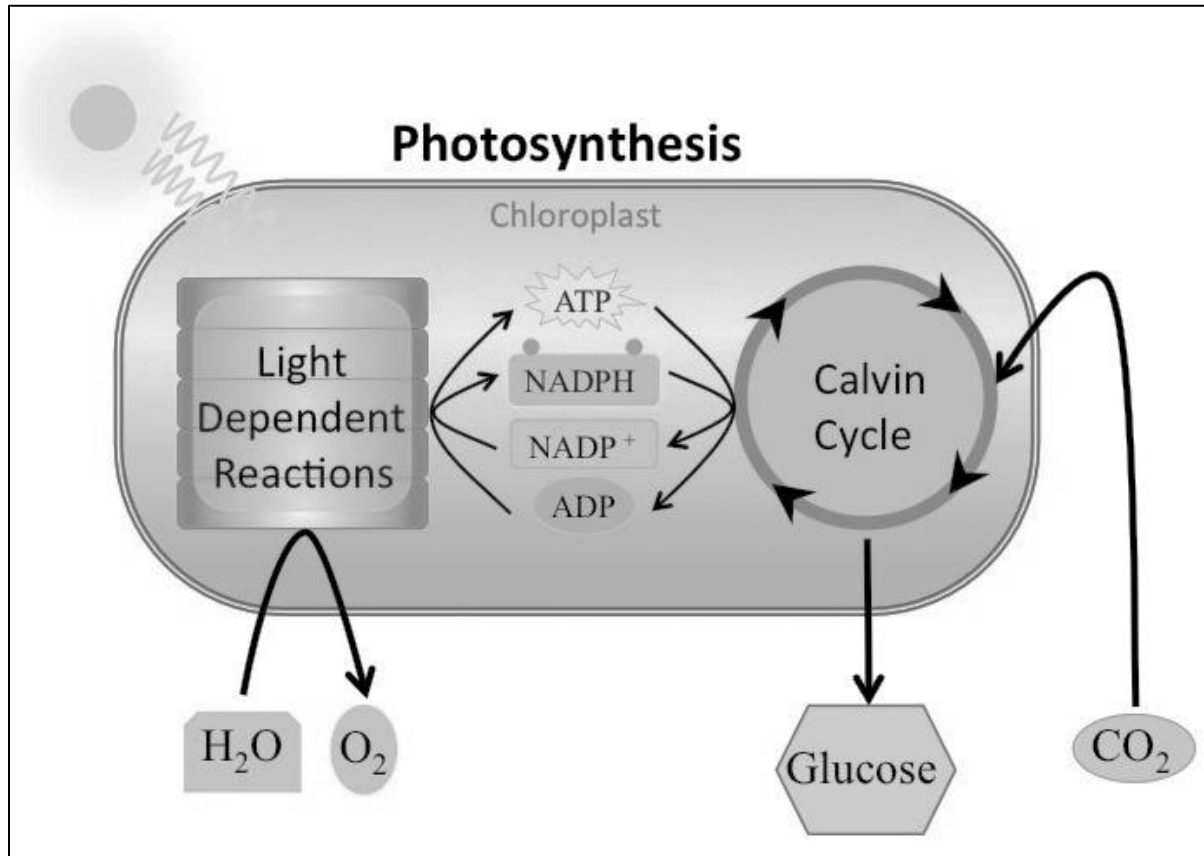 Photosynthesis
Chloroplast
Light
Dependent
Reactions
ATP
NADPH
NADP⁺
ADP
Calvin
Cycle
H₂O
O₂
Glucose
CO₂